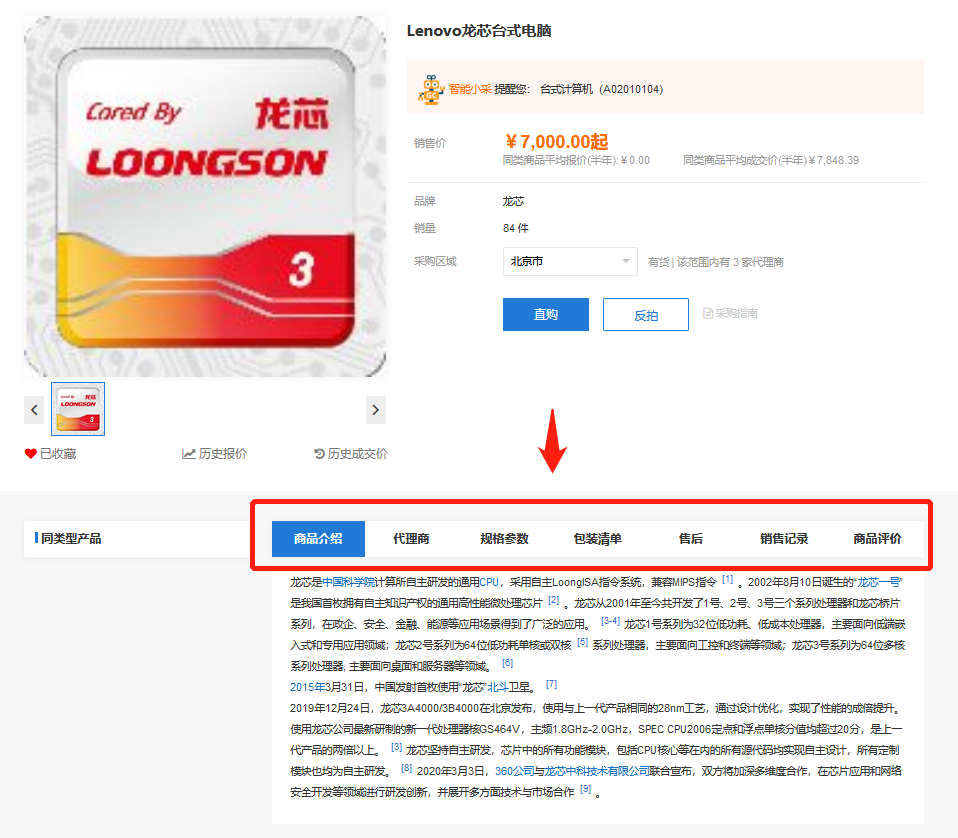 Lenovo龙芯台式电脑
Cored By 龙芯
LOONGSON
3
智能小采 提醒您: 台式计算机 (A02010104)
销售价 ￥7,000.00起
同类商品平均报价(半年):￥0.00 同类商品平均成交价(半年)￥7,848.39
品牌 龙芯
销量 84 件
采购区域 北京市 有货 | 该范围内有 3 家代理商
直购 反拍 采购指南
已收藏 历史报价 历史成交价
同类型产品
商品介绍 代理商 规格参数 包装清单 售后 销售记录 商品评价
龙芯是中国科学院计算所自主研发的通用CPU，采用自主LoongISA指令系统，兼容MIPS指令 [1] 。2002年8月10日诞生的“龙芯一号”
是我国首枚拥有自主知识产权的通用高性能微处理芯片 [2] 。龙芯从2001年至今共开发了1号、2号、3号三个系列处理器和龙芯桥片
系列，在政企、安全、金融、能源等应用场景得到了广泛的应用。 [3-4] 龙芯1号系列为32位低功耗、低成本处理器，主要面向低端嵌
入式和专用应用领域；龙芯2号系列为64位低功耗单核或双核 [5] 系列处理器，主要面向工控和终端等领域；龙芯3号系列为64位多核
系列处理器, 主要面向桌面和服务器等领域。 [6]
2015年3月31日，中国发射首枚使用“龙芯”北斗卫星。 [7]
2019年12月24日，龙芯3A4000/3B4000在北京发布，使用与上一代产品相同的28nm工艺，通过设计优化，实现了性能的成倍提升。
使用龙芯公司最新研制的新一代处理器核GS464V，主频1.8GHz-2.0GHz，SPEC CPU2006定点和浮点单核分值均超过20分，是上一
代产品的两倍以上。 [3] 龙芯坚持自主研发，芯片中的所有功能模块，包括CPU核心等在内的所有源代码均实现自主设计，所有定制
模块也均为自主研发。 [8] 2020年3月3日，360公司与龙芯中科技术有限公司联合宣布，双方将加深多维度合作，在芯片应用和网络
安全开发等领域进行研发创新，并展开多方面技术与市场合作 [9] 。